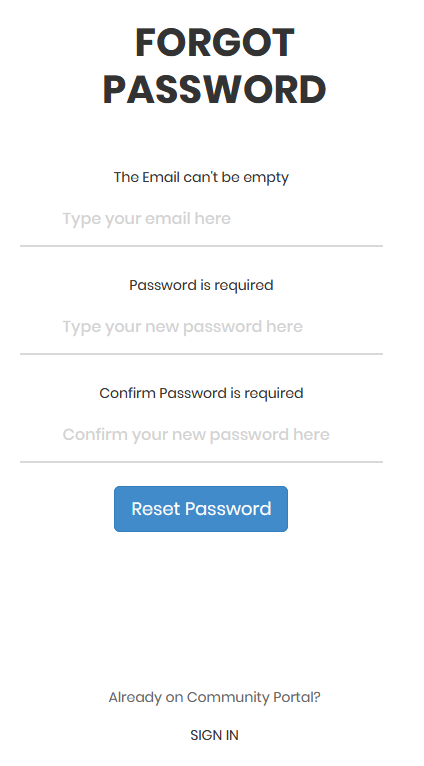 FORGOT
PASSWORD
The Email can't be empty
Type your email here
Password is required
Type your new password here
Confirm Password is required
Confirm your new password here
Reset Password
Already on Community Portal?
SIGN IN